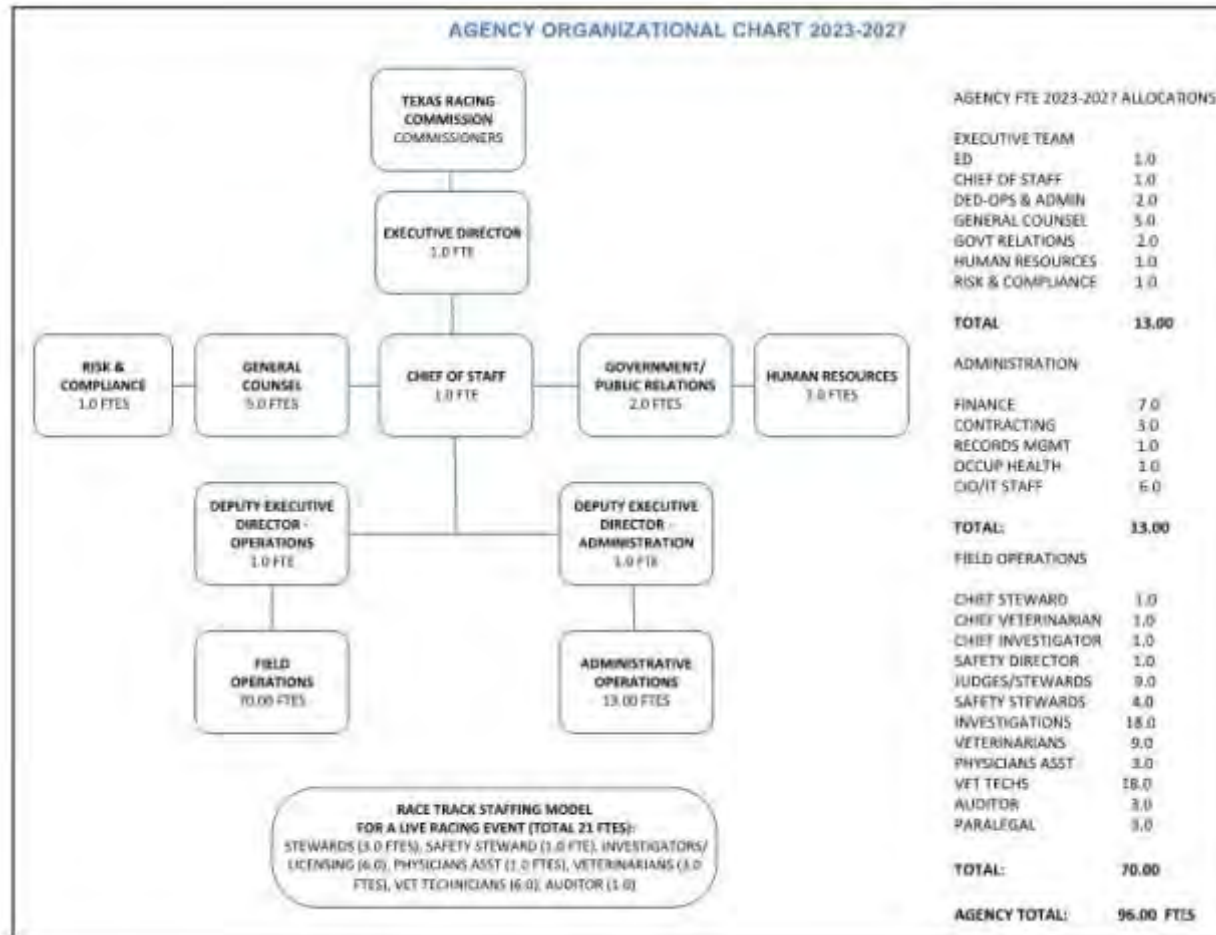 AGENCY ORGANIZATIONAL CHART 2023-2027
TEXAS RACING
COMMISSION
COMMISSIONERS
EXECUTIVE DIRECTOR
1.0 FTE
RISK &
COMPLIANCE
1.0 FTES
GENERAL
COUNSEL
5.0 FTES
CHIEF OF STAFF
1.0 FTE
GOVERNMENT/
PUBLIC RELATIONS
2.0 FTES
HUMAN RESOURCES
1.0 FTES
DEPUTY EXECUTIVE
DIRECTOR -
OPERATIONS
1.0 FTE
DEPUTY EXECUTIVE
DIRECTOR -
ADMINISTRATION
1.0 FTE
FIELD
OPERATIONS
70.00 FTES
ADMINISTRATIVE
OPERATIONS
13.00 FTES
RACE TRACK STAFFING MODEL
FOR A LIVE RACING EVENT (TOTAL 21 FTES):
STEWARDS (3.0 FTES), SAFETY STEWARD (1.0 FTE), INVESTIGATORS/
LICENSING (6.0), PHYSICIANS ASST (1.0 FTES), VETERINARIANS (3.0
FTES), VET TECHNICIANS (6.0), AUDITOR (1.0)
AGENCY FTE 2023-2027 ALLOCATIONS
EXECUTIVE TEAM
ED 1.0
CHIEF OF STAFF 1.0
DED-OPS & ADMIN 2.0
GENERAL COUNSEL 5.0
GOVT RELATIONS 2.0
HUMAN RESOURCES 1.0
RISK & COMPLIANCE 1.0
TOTAL 13.00
ADMINISTRATION
FINANCE 7.0
CONTRACTING 3.0
RECORDS MGMT 1.0
OCCUP HEALTH 1.0
CIO/IT STAFF 6.0
TOTAL: 13.00
FIELD OPERATIONS
CHIEF STEWARD 1.0
CHIEF VETERINARIAN 1.0
CHIEF INVESTIGATOR 1.0
SAFETY DIRECTOR 1.0
JUDGES/STEWARDS 9.0
SAFETY STEWARDS 4.0
INVESTIGATIONS 18.0
VETERINARIANS 9.0
PHYSICIANS ASST 3.0
VET TECHS 18.0
AUDITOR 3.0
PARALEGAL 3.0
TOTAL: 70.00
AGENCY TOTAL: 96.00 FTES